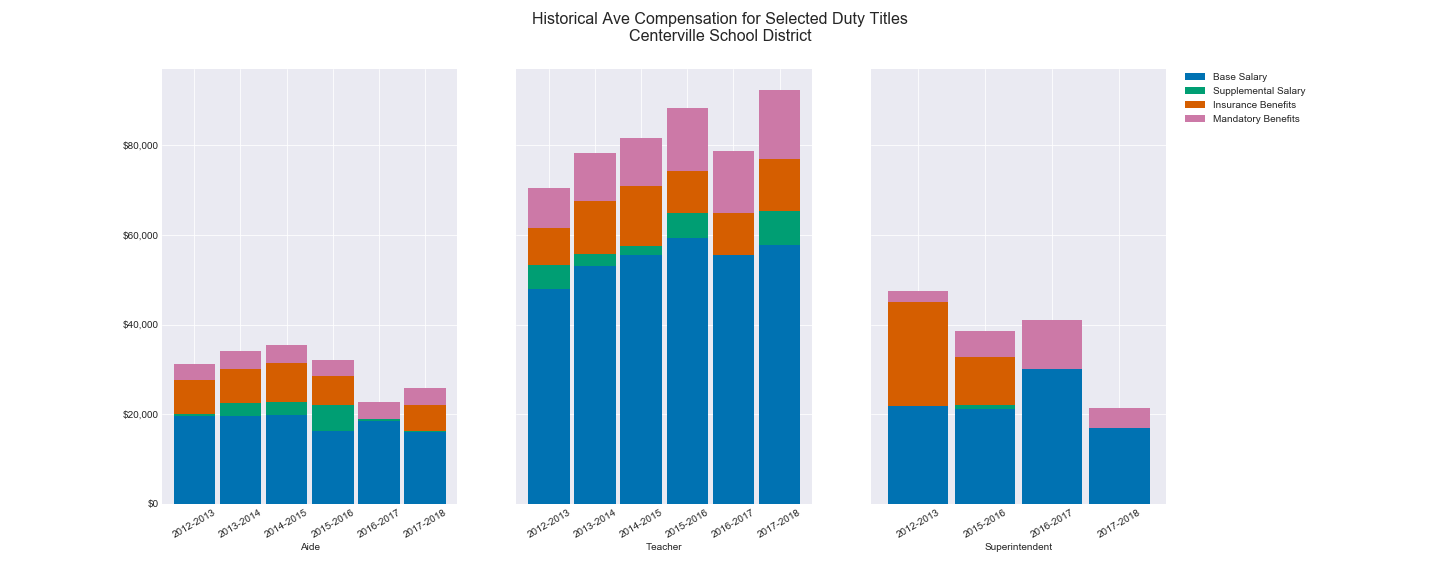 Historical Ave Compensation for Selected Duty Titles
Centerville School District
Base Salary
Supplemental Salary
Insurance Benefits
Mandatory Benefits
$80,000
$60,000
$40,000
$20,000
$0
2012-2013
2013-2014
2014-2015
2015-2016
2016-2017
2017-2018
Aide
2012-2013
2013-2014
2014-2015
2015-2016
2016-2017
2017-2018
Teacher
2012-2013
2015-2016
2016-2017
2017-2018
Superintendent